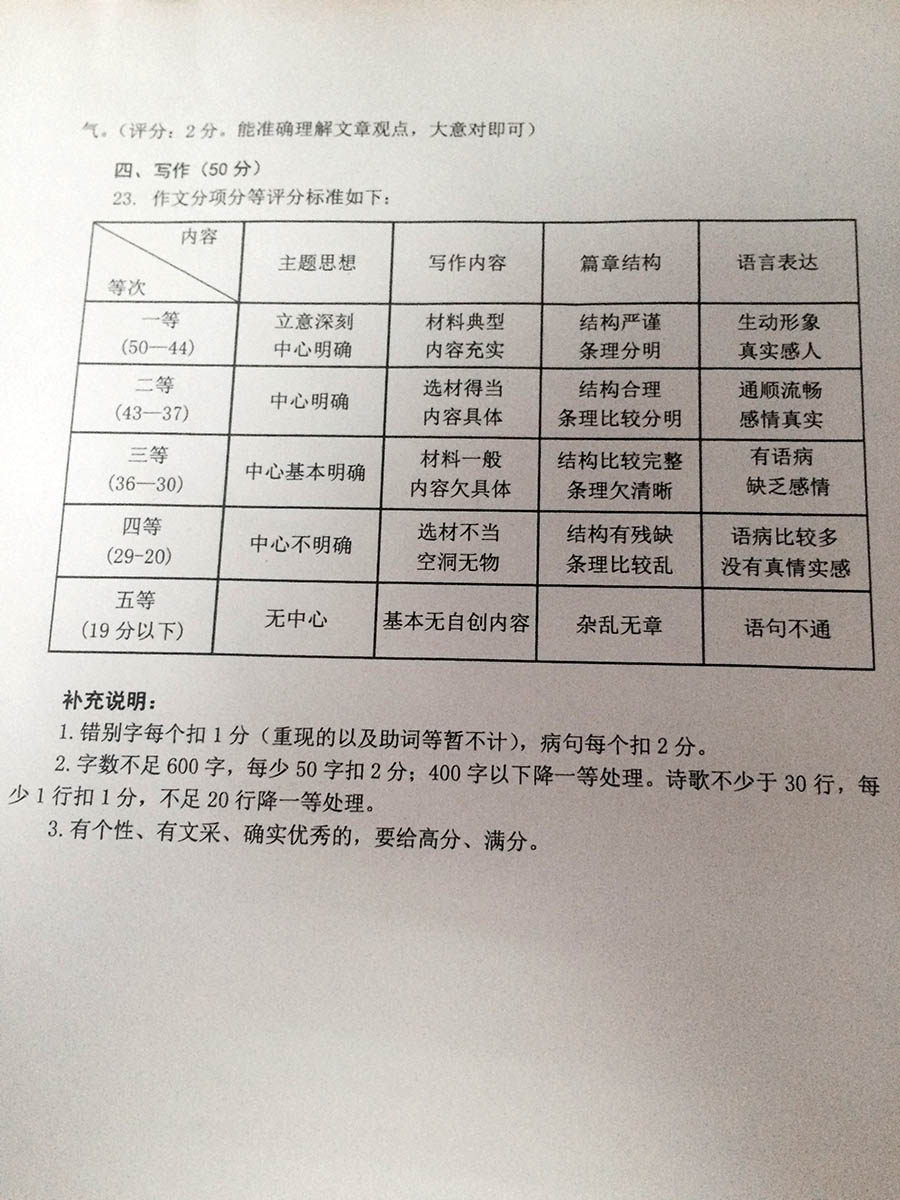 气。（评分：2 分。能准确理解文章观点，大意对即可）
四、写作（50 分）
23. 作文分项分等评分标准如下：
内容
等次
主题思想
写作内容
篇章结构
语言表达
一等
(50—44)
立意深刻
中心明确
材料典型
内容充实
结构严谨
条理分明
生动形象
真实感人
二等
(43—37)
中心明确
选材得当
内容具体
结构合理
条理比较分明
通顺流畅
感情真实
三等
(36—30)
中心基本明确
材料一般
内容欠具体
结构比较完整
条理欠清晰
有语病
缺乏感情
四等
(29-20)
中心不明确
选材不当
空洞无物
结构有残缺
条理比较乱
语病比较多
没有真情实感
五等
(19 分以下)
无中心
基本无自创内容
杂乱无章
语句不通
补充说明：
1. 错别字每个扣 1 分（重现的以及助词等暂不计），病句每个扣 2 分。
2. 字数不足 600 字，每少 50 字扣 2 分；400 字以下降一等处理。诗歌不少于 30 行，每
少 1 行扣 1 分，不足 20 行降一等处理。
3. 有个性、有文采、确实优秀的，要给高分、满分。